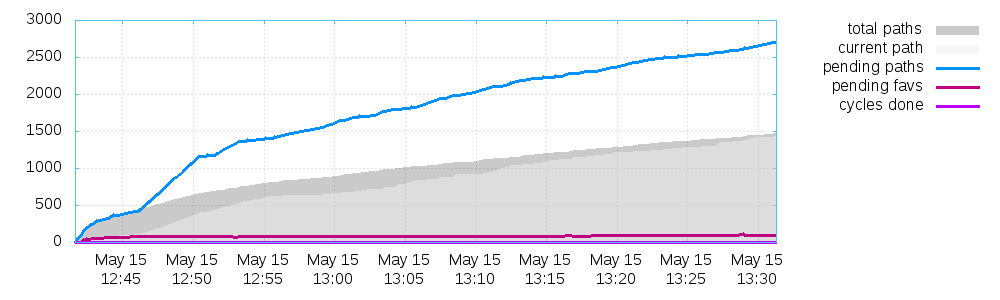 3000
2500
2000
1500
1000
500
0
May 15 May 15 May 15 May 15 May 15 May 15 May 15 May 15 May 15 May 15
12:45 12:50 12:55 13:00 13:05 13:10 13:15 13:20 13:25 13:30
total paths
current path
pending paths
pending favs
cycles done